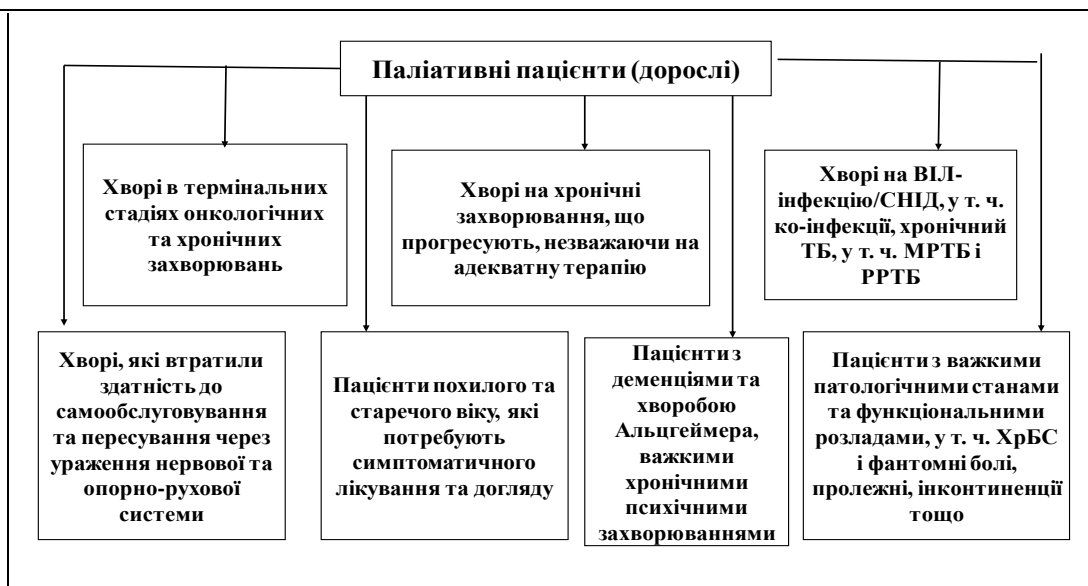 Паліативні пацієнти (дорослі)
Хворі в термінальних
стадіях онкологічних
та хронічних
захворювань
Хворі на хронічні
захворювання, що
прогресують, незважаючи на
адекватну терапію
Хворі на ВІЛ-
інфекцію/СНІД, у т. ч.
ко-інфекції, хронічний
ТБ, у т. ч. МРТБ і
РРТБ
Хворі, які втратили
здатність до
самообслуговування
та пересування через
ураження нервової та
опорно-рухової
системи
Пацієнти похилого та
старечого віку, які
потребують
симптоматичного
лікування та догляду
Пацієнти з
деменціями та
хворобою
Альцгеймера,
важкими
хронічними
психічними
захворюваннями
Пацієнти з важкими
патологічними станами
та функціональними
розладами, у т. ч. ХрБС
і фантомні болі,
пролежні, інконтиненції
тощо